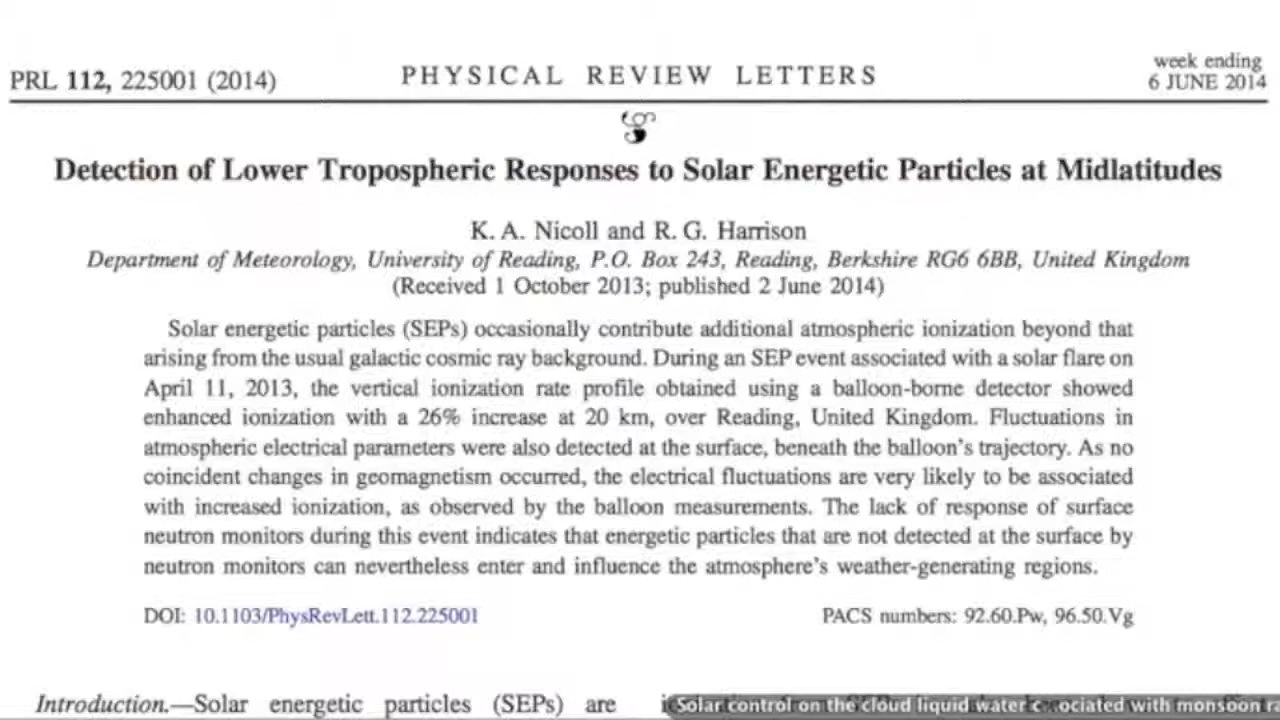 PRL 112, 225001 (2014)
PHYSICAL REVIEW LETTERS
week ending
6 JUNE 2014
Detection of Lower Tropospheric Responses to Solar Energetic Particles at Midlatitudes
K. A. Nicoll and R. G. Harrison
Department of Meteorology, University of Reading, P.O. Box 243, Reading, Berkshire RG6 6BB, United Kingdom
(Received 1 October 2013; published 2 June 2014)
Solar energetic particles (SEPs) occasionally contribute additional atmospheric ionization beyond that
arising from the usual galactic cosmic ray background. During an SEP event associated with a solar flare on
April 11, 2013, the vertical ionization rate profile obtained using a balloon-borne detector showed
enhanced ionization with a 26% increase at 20 km, over Reading, United Kingdom. Fluctuations in
atmospheric electrical parameters were also detected at the surface, beneath the balloon's trajectory. As no
coincident changes in geomagnetism occurred, the electrical fluctuations are very likely to be associated
with increased ionization, as observed by the balloon measurements. The lack of response of surface
neutron monitors during this event indicates that energetic particles that are not detected at the surface by
neutron monitors can nevertheless enter and influence the atmosphere's weather-generating regions.
DOI: 10.1103/PhysRevLett.112.225001
PACS numbers: 92.60.Pw, 96.50.Vg
Introduction.—Solar energetic particles (SEPs) are
Solar control on the cloud liquid water c ociated with monsoon ra